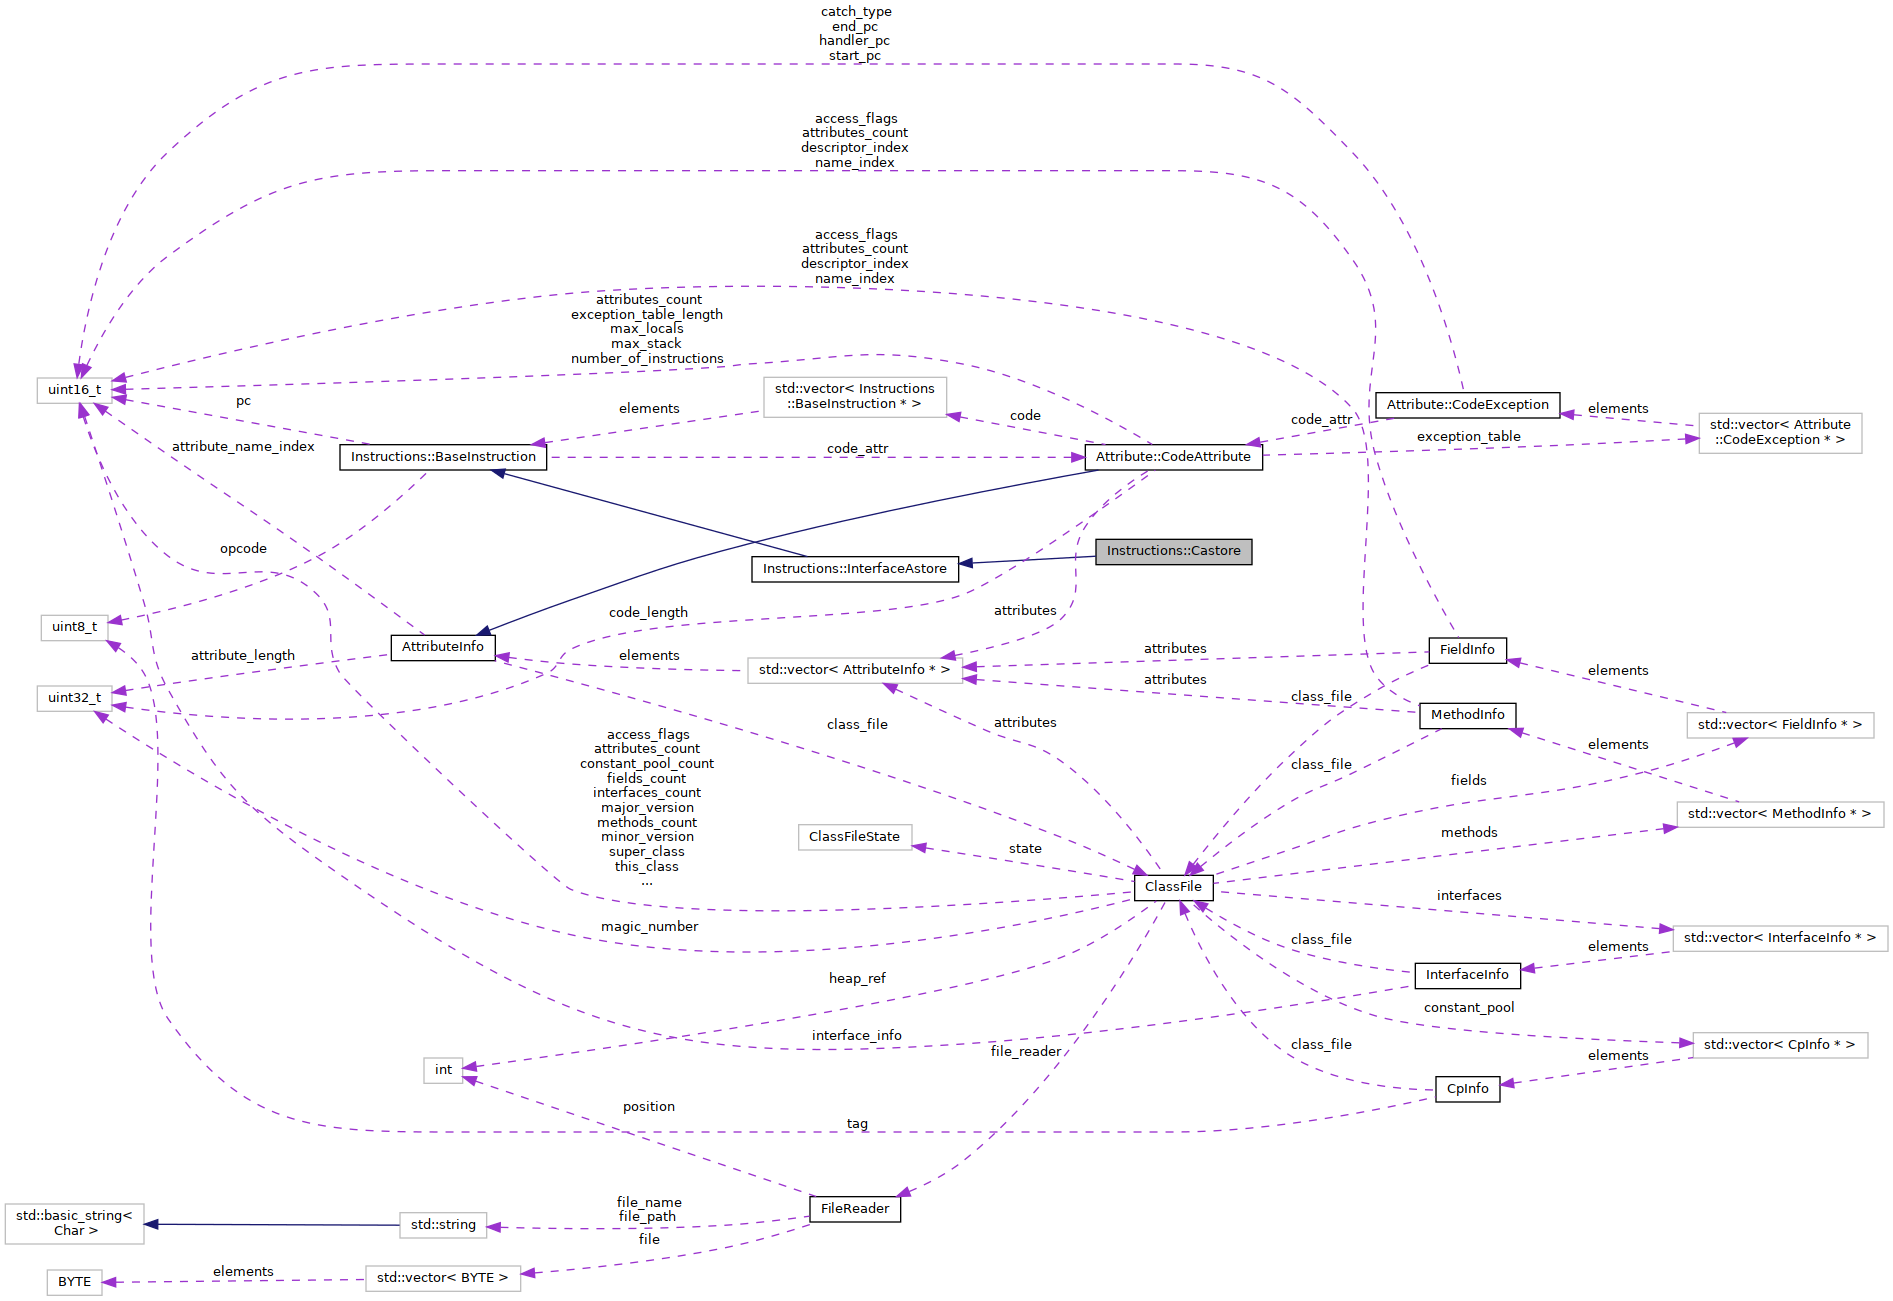 catch_type
end_pc
handler_pc
start_pc
access_flags
attributes_count
descriptor_index
name_index
access_flags
attributes_count
descriptor_index
name_index
attributes_count
exception_table_length
max_locals
max_stack
number_of_instructions
uint16_t
pc
elements
std::vector< Instructions
::BaseInstruction * >
code
Attribute::CodeException
elements
code_attr
std::vector< Attribute
::CodeException * >
exception_table
attribute_name_index
Instructions::BaseInstruction
code_attr
Attribute::CodeAttribute
opcode
Instructions::InterfaceAstore
Instructions::Castore
uint8_t
code_length
attributes
AttributeInfo
attribute_length
elements
std::vector< AttributeInfo * >
attributes
attributes
FieldInfo
elements
uint32_t
class_file
attributes
class_file
MethodInfo
std::vector< FieldInfo * >
elements
access_flags
attributes_count
constant_pool_count
fields_count
interfaces_count
major_version
methods_count
minor_version
super_class
this_class
...
class_file
fields
ClassFileState
state
methods
std::vector< MethodInfo * >
ClassFile
interfaces
magic_number
class_file
elements
std::vector< InterfaceInfo * >
heap_ref
InterfaceInfo
constant_pool
interface_info
file_reader
class_file
std::vector< CpInfo * >
elements
int
CpInfo
position
tag
std::basic_string<
Char >
std::string
file_name
file_path
FileReader
file
BYTE
elements
std::vector< BYTE >